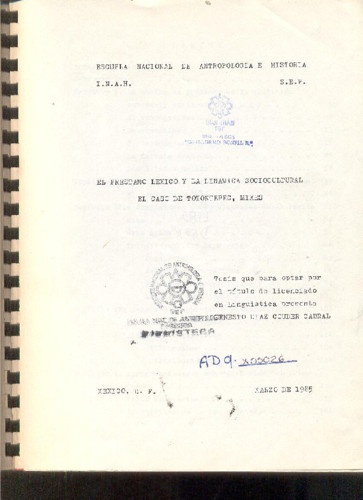 ESCUELA NACIONAL DE ANTROPOLOGIA E HISTORIA
I.N.A.H. S.E.P.
EL PRESTAMO LEXICO Y LA DINAMICA SOCIOCULTURAL
EL CASO DE TOTONTEPEC, MIXES
Tesis que para optar por
el título de licenciado
en Lingüística presenta
ERNESTO DIAZ COUDER CABRAL
BIBLIOTECA
ADQ.
MEXICO, D. F. MARZO DE 1985